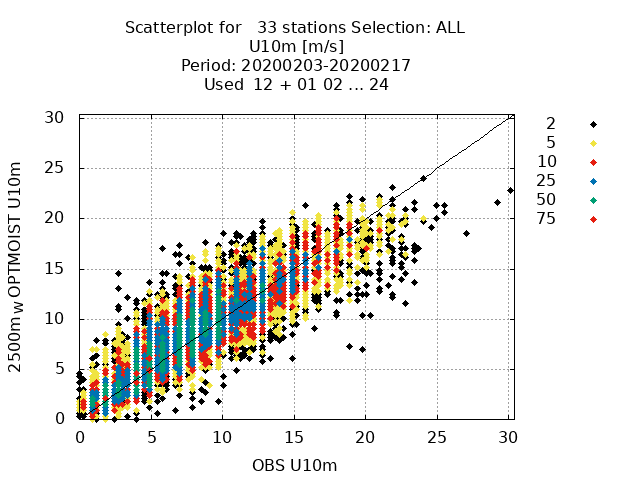 Scatterplot for   33 stations Selection: ALL
U10m [m/s]
Period: 20200203-20200217
Used  12 + 01 02 ... 24
2500m_W OPTMOIST U10m
30
25
20
15
10
5
0
0 5 10 15 20 25 30
OBS U10m
2
5
10
25
50
75